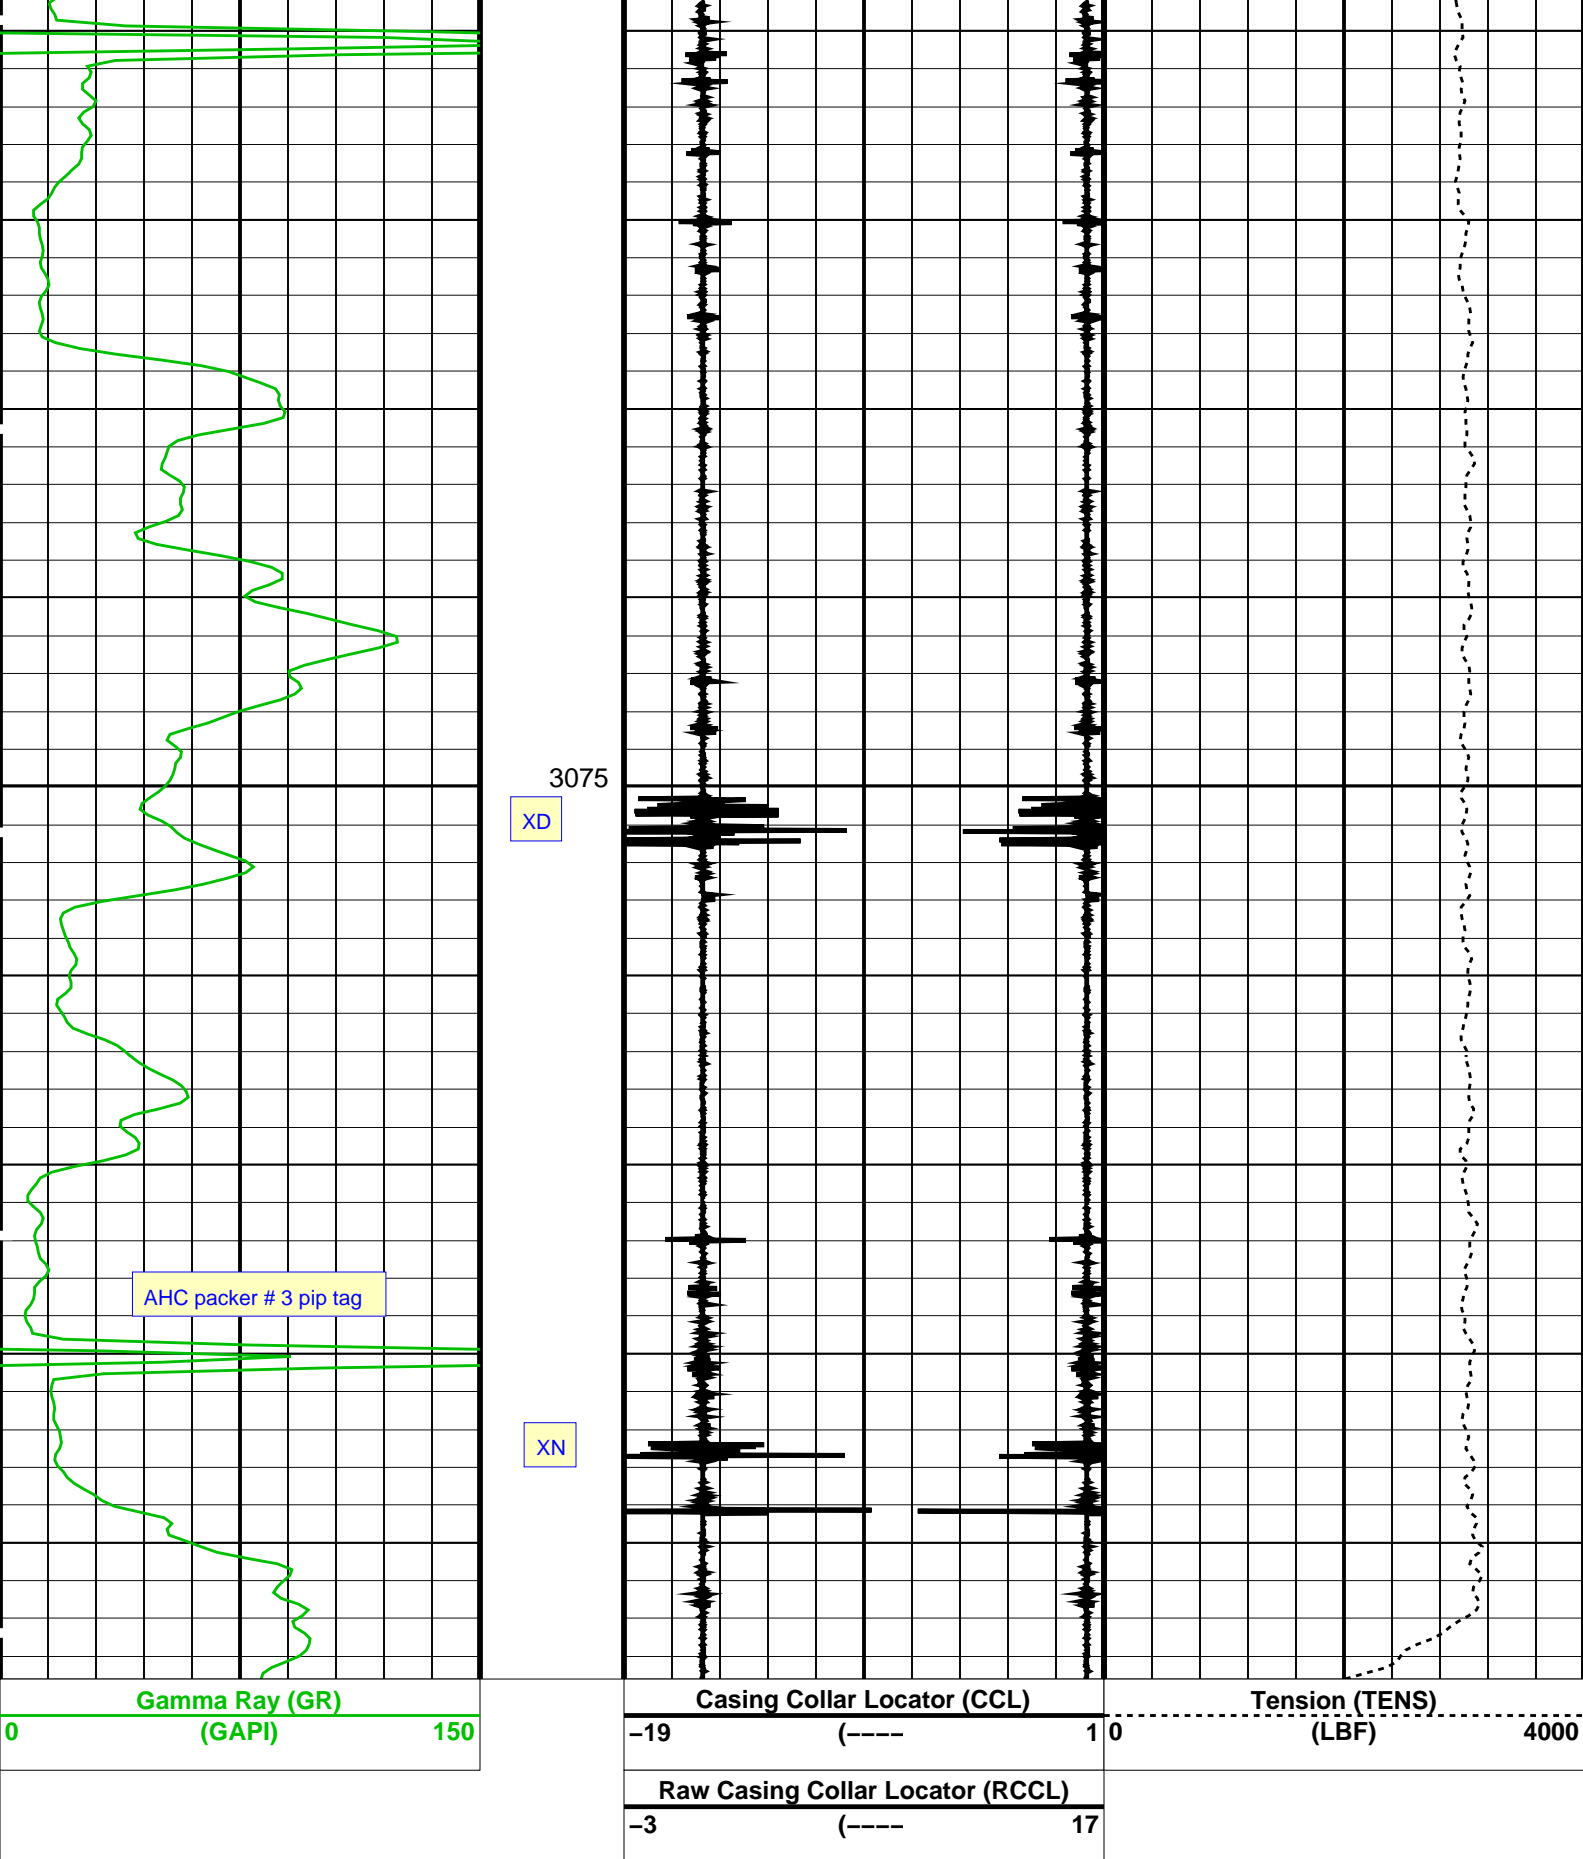 3075
XD
AHC packer # 3 pip tag
XN
Gamma Ray (GR)
0 (GAPI) 150
Casing Collar Locator (CCL)
−19 (−−−− 1
Tension (TENS)
0 (LBF) 4000
Raw Casing Collar Locator (RCCL)
−3 (−−−− 17